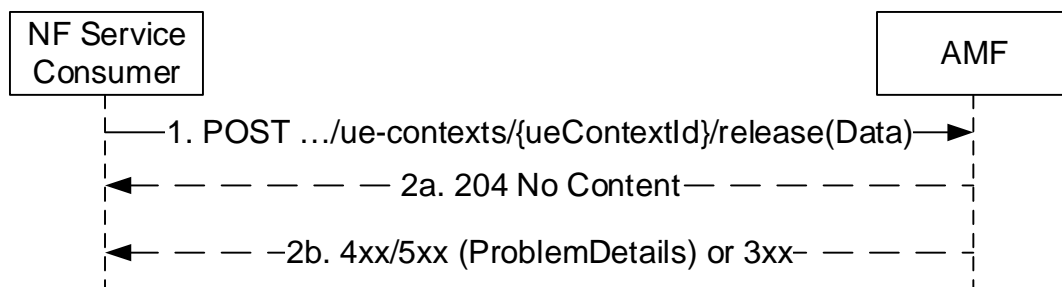 NF Service
Consumer
AMF
1. POST …/ue-contexts/{ueContextId}/release(Data)
2a. 204 No Content
2b. 4xx/5xx (ProblemDetails) or 3xx